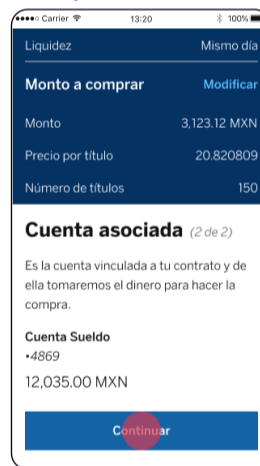 Carrier 13:20 100%
Liquidez Mismo día
Monto a comprar Modificar
Monto 3,123.12 MXN
Precio por título 20.820809
Número de títulos 150
Cuenta asociada (2 de 2)
Es la cuenta vinculada a tu contrato y de
ella tomaremos el dinero para hacer la
compra.
Cuenta Sueldo
•4869
12,035.00 MXN
Continuar